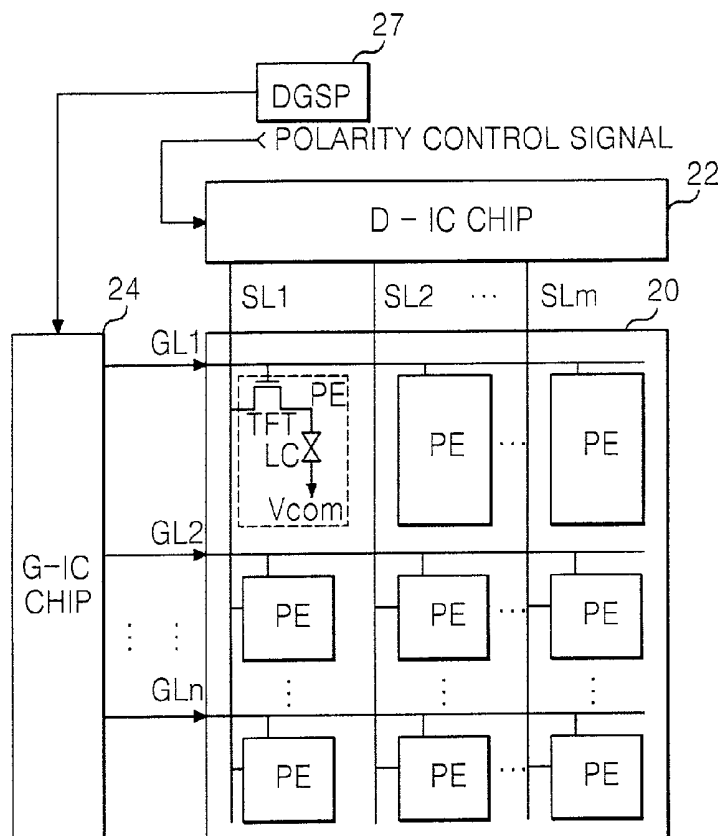 27
DGSP
POLARITY CONTROL SIGNAL
22
D-IC CHIP
24
SL1 SL2 ... SLm
20
GL1
PE
TFT
LC
Vcom
PE ... PE
GL2
G-IC
CHIP
PE PE ... PE
GLn
PE PE ... PE